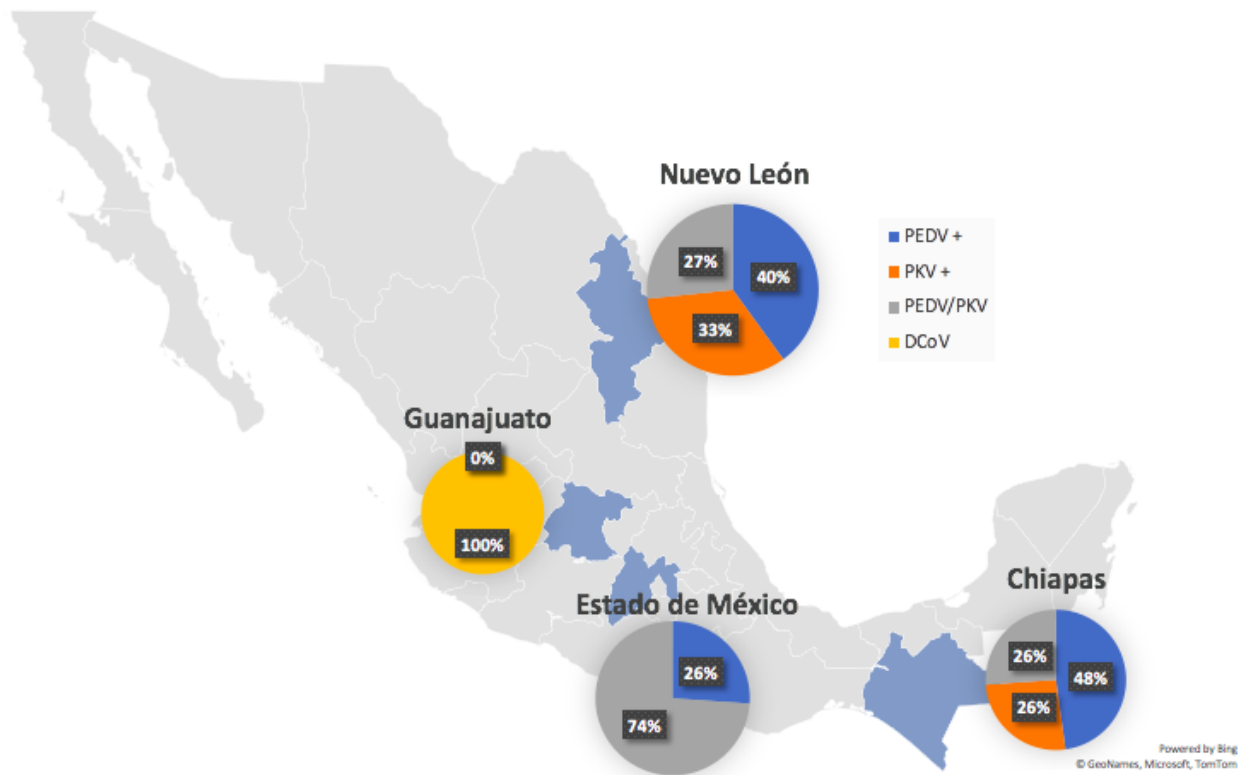 Nuevo León
27%
40%
33%
PEDV +
PKV +
PEDV/PKV
DCoV
Guanajuato
0%
100%
Estado de México
26%
74%
Chiapas
26%
48%
26%
Powered by Bing
© GeoNames, Microsoft, TomTom